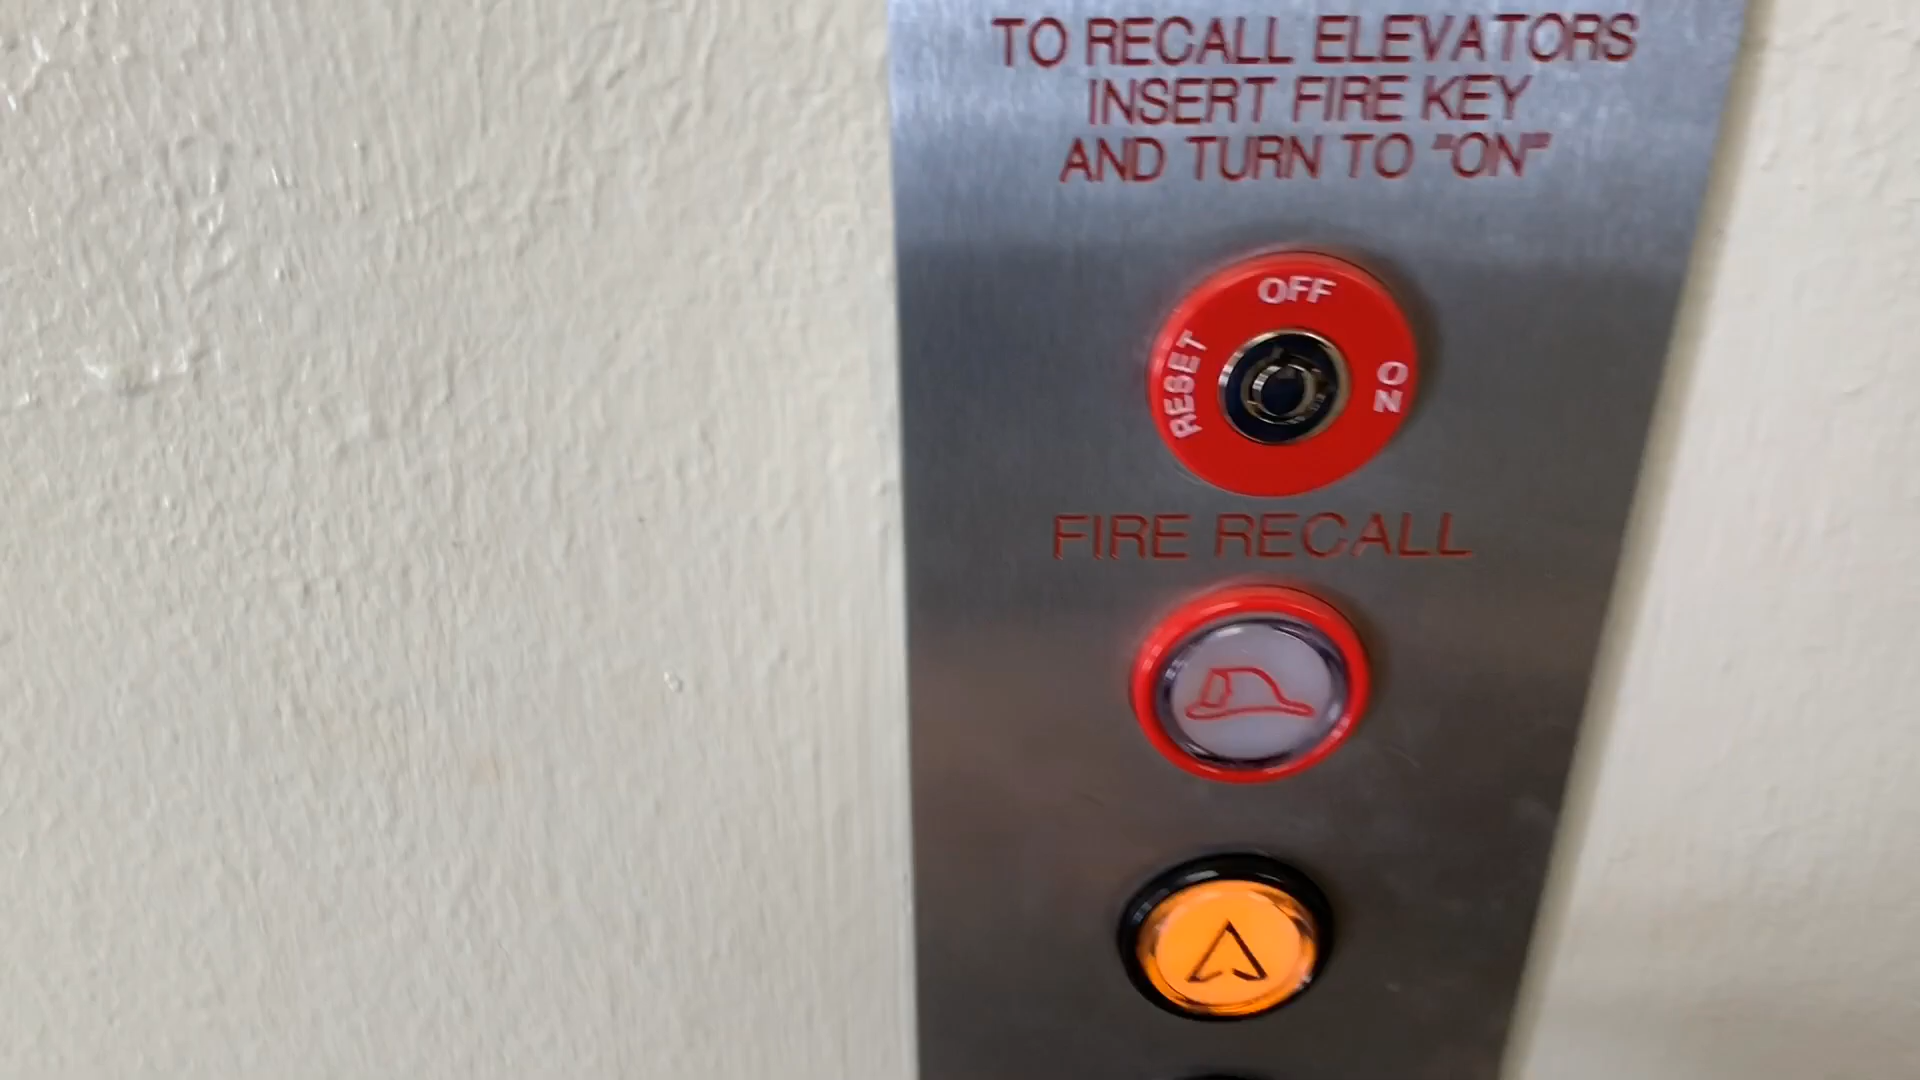 TO RECALL ELEVATORS
INSERT FIRE KEY
AND TURN TO "ON"
OFF
RESET
ON
FIRE RECALL